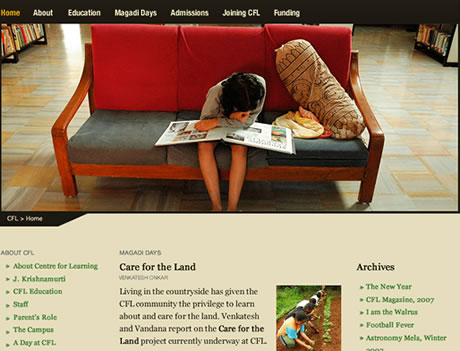 Home About Education Magadi Days Admissions Joining CFL Funding
CFL > Home
ABOUT CFL
» About Centre for Learning
» J. Krishnamurti
» CFL Education
» Staff
» Parent's Role
» The Campus
» A Day at CFL
MAGADI DAYS
Care for the Land
VENKATESH ONKAR
Living in the countryside has given the
CFL community the privilege to learn
about and care for the land. Venkatesh
and Vandana report on the Care for the
Land project currently underway at CFL.
Archives
» The New Year
» CFL Magazine, 2007
» I am the Walrus
» Football Fever
» Astronomy Mela, Winter
2007